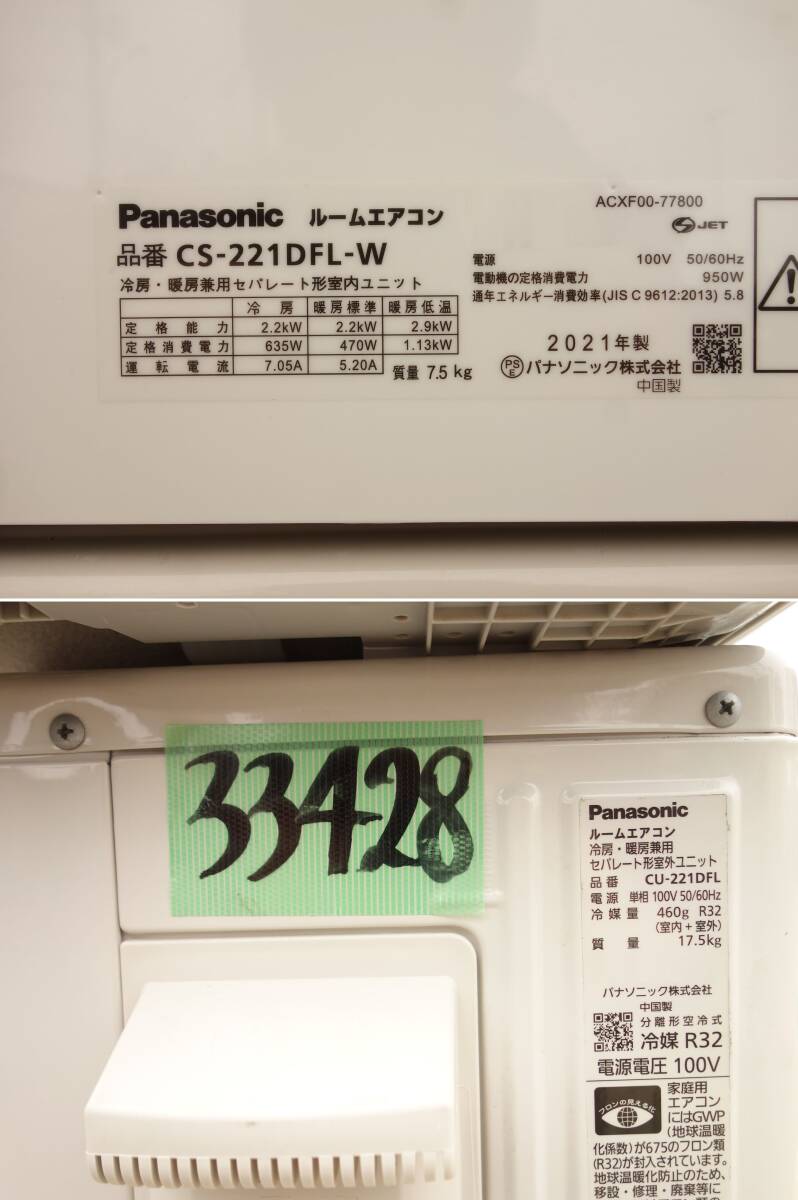 Panasonic ルームエアコン
品番 CS-221DFL-W
冷房・暖房兼用セパレート形室内ユニット
冷房 暖房標準 暖房低温
定格能力 2.2kW 2.2kW 2.9kW
定格消費電力 635W 470W 1.13kW
運転電流 7.05A 5.20A
質量 7.5 kg
ACXF00-77800
S JET
電源 100V 50/60Hz
電動機の定格消費電力 950W
通年エネルギー消費効率(JIS C 9612:2013) 5.8
2021年製
PSE パナソニック株式会社
中国製
33428
Panasonic
ルームエアコン
冷房・暖房兼用
セパレート形室外ユニット
品番 CU-221DFL
電源 単相 100V 50/60Hz
冷媒量 460g R32
(室内+室外)
質量 17.5kg
パナソニック株式会社
中国製
分離形空冷式
冷媒 R32
電源電圧 100V
フロンの見える化
家庭用
エアコン
にはGWP
(地球温暖
化係数)が675のフロン類
(R32)が封入されています。
地球温暖化防止のため、
移設・修理・廃棄等に